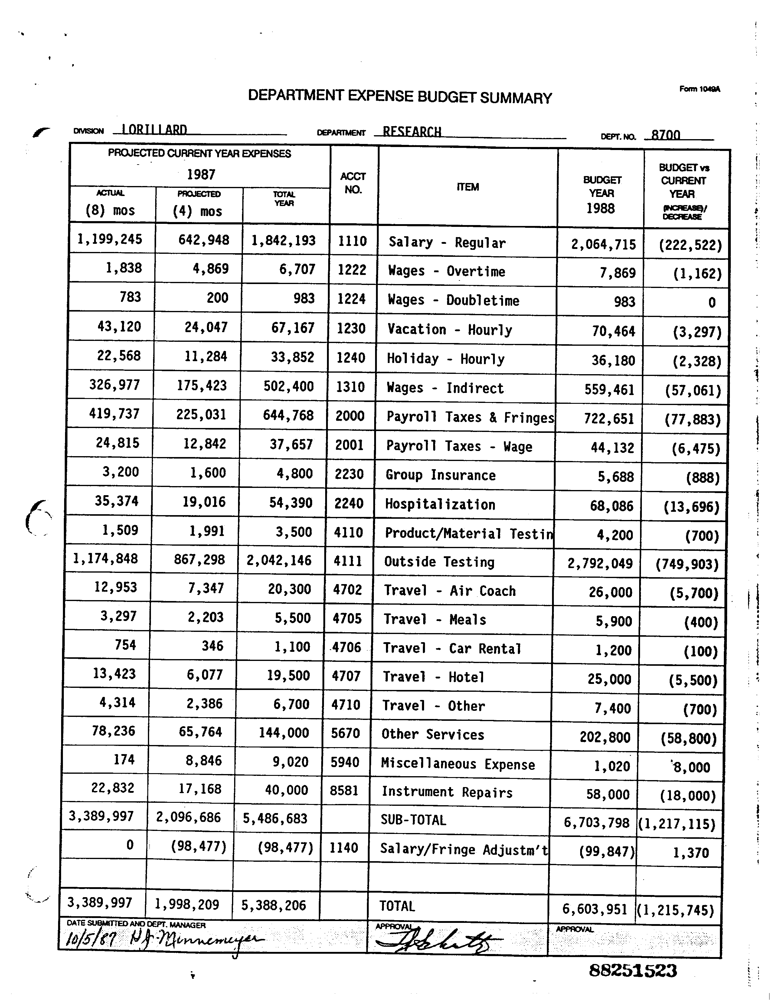 Form 1049A
DEPARTMENT EXPENSE BUDGET SUMMARY
DIVISION LORILLARD DEPARTMENT RESEARCH DEPT. NO. 8700
PROJECTED CURRENT YEAR EXPENSES
1987
ACTUAL (8) mos PROJECTED (4) mos TOTAL YEAR ACCT NO. ITEM BUDGET YEAR 1988 BUDGET vs CURRENT YEAR (INCREASE)/ DECREASE
1,199,245 642,948 1,842,193 1110 Salary - Regular 2,064,715 (222,522)
1,838 4,869 6,707 1222 Wages - Overtime 7,869 (1,162)
783 200 983 1224 Wages - Doubletime 983 0
43,120 24,047 67,167 1230 Vacation - Hourly 70,464 (3,297)
22,568 11,284 33,852 1240 Holiday - Hourly 36,180 (2,328)
326,977 175,423 502,400 1310 Wages - Indirect 559,461 (57,061)
419,737 225,031 644,768 2000 Payroll Taxes & Fringes 722,651 (77,883)
24,815 12,842 37,657 2001 Payroll Taxes - Wage 44,132 (6,475)
3,200 1,600 4,800 2230 Group Insurance 5,688 (888)
35,374 19,016 54,390 2240 Hospitalization 68,086 (13,696)
1,509 1,991 3,500 4110 Product/Material Testin 4,200 (700)
1,174,848 867,298 2,042,146 4111 Outside Testing 2,792,049 (749,903)
12,953 7,347 20,300 4702 Travel - Air Coach 26,000 (5,700)
3,297 2,203 5,500 4705 Travel - Meals 5,900 (400)
754 346 1,100 4706 Travel - Car Rental 1,200 (100)
13,423 6,077 19,500 4707 Travel - Hotel 25,000 (5,500)
4,314 2,386 6,700 4710 Travel - Other 7,400 (700)
78,236 65,764 144,000 5670 Other Services 202,800 (58,800)
174 8,846 9,020 5940 Miscellaneous Expense 1,020 8,000
22,832 17,168 40,000 8581 Instrument Repairs 58,000 (18,000)
3,389,997 2,096,686 5,486,683 SUB-TOTAL 6,703,798 (1,217,115)
0 (98,477) (98,477) 1140 Salary/Fringe Adjustm't (99,847) 1,370
3,389,997 1,998,209 5,388,206 TOTAL 6,603,951 (1,215,745)
DATE SUBMITTED AND DEPT. MANAGER APPROVAL APPROVAL
10/5/87 HJ Minnemeyer
88251523